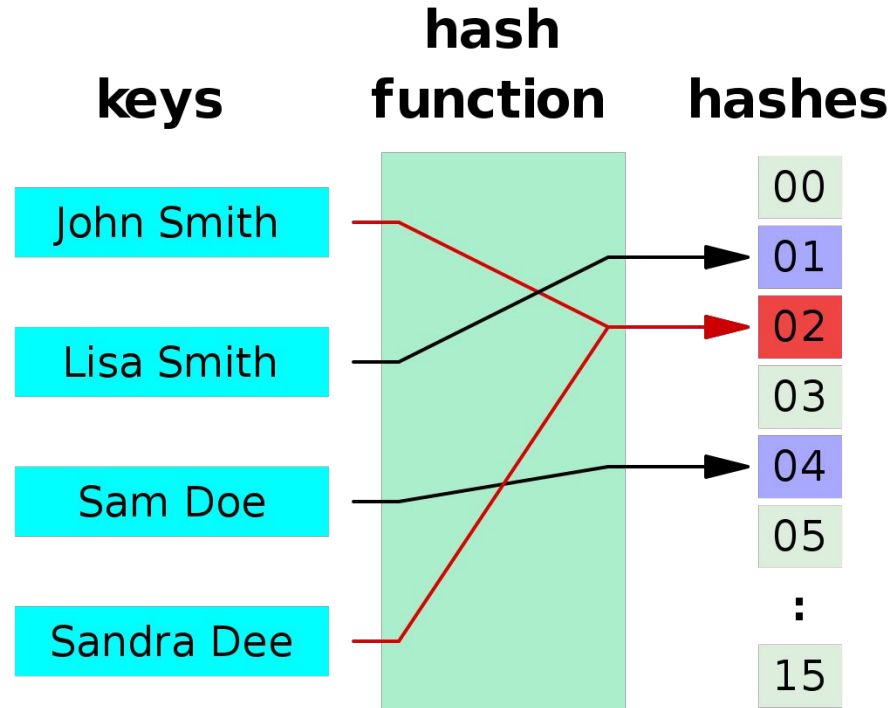 keys
hash
function
hashes
John Smith
Lisa Smith
Sam Doe
Sandra Dee
00
01
02
03
04
05
:
15